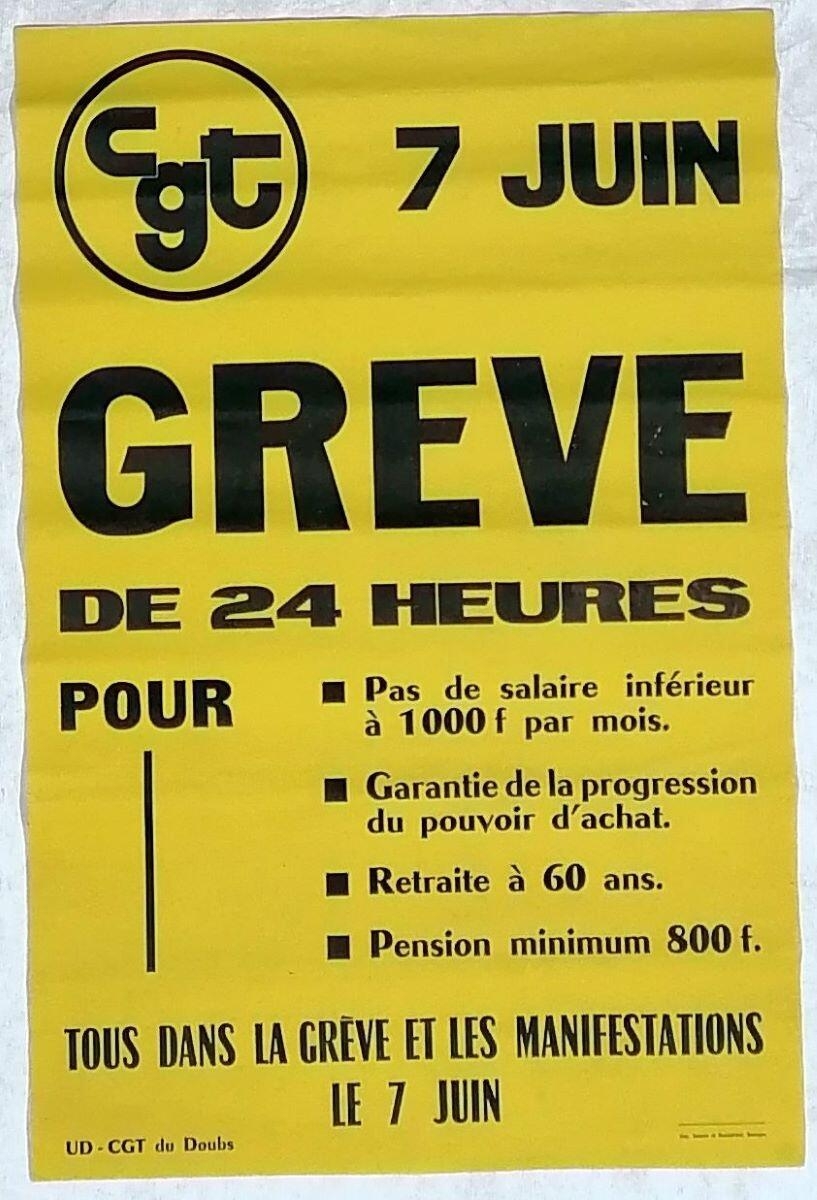 cgt
7 JUIN
GREVE
DE 24 HEURES
POUR
■ Pas de salaire inférieur
à 1000 f par mois.
■ Garantie de la progression
du pouvoir d'achat.
■ Retraite à 60 ans.
■ Pension minimum 800 f.
TOUS DANS LA GRÈVE ET LES MANIFESTATIONS
LE 7 JUIN
UD - CGT du Doubs